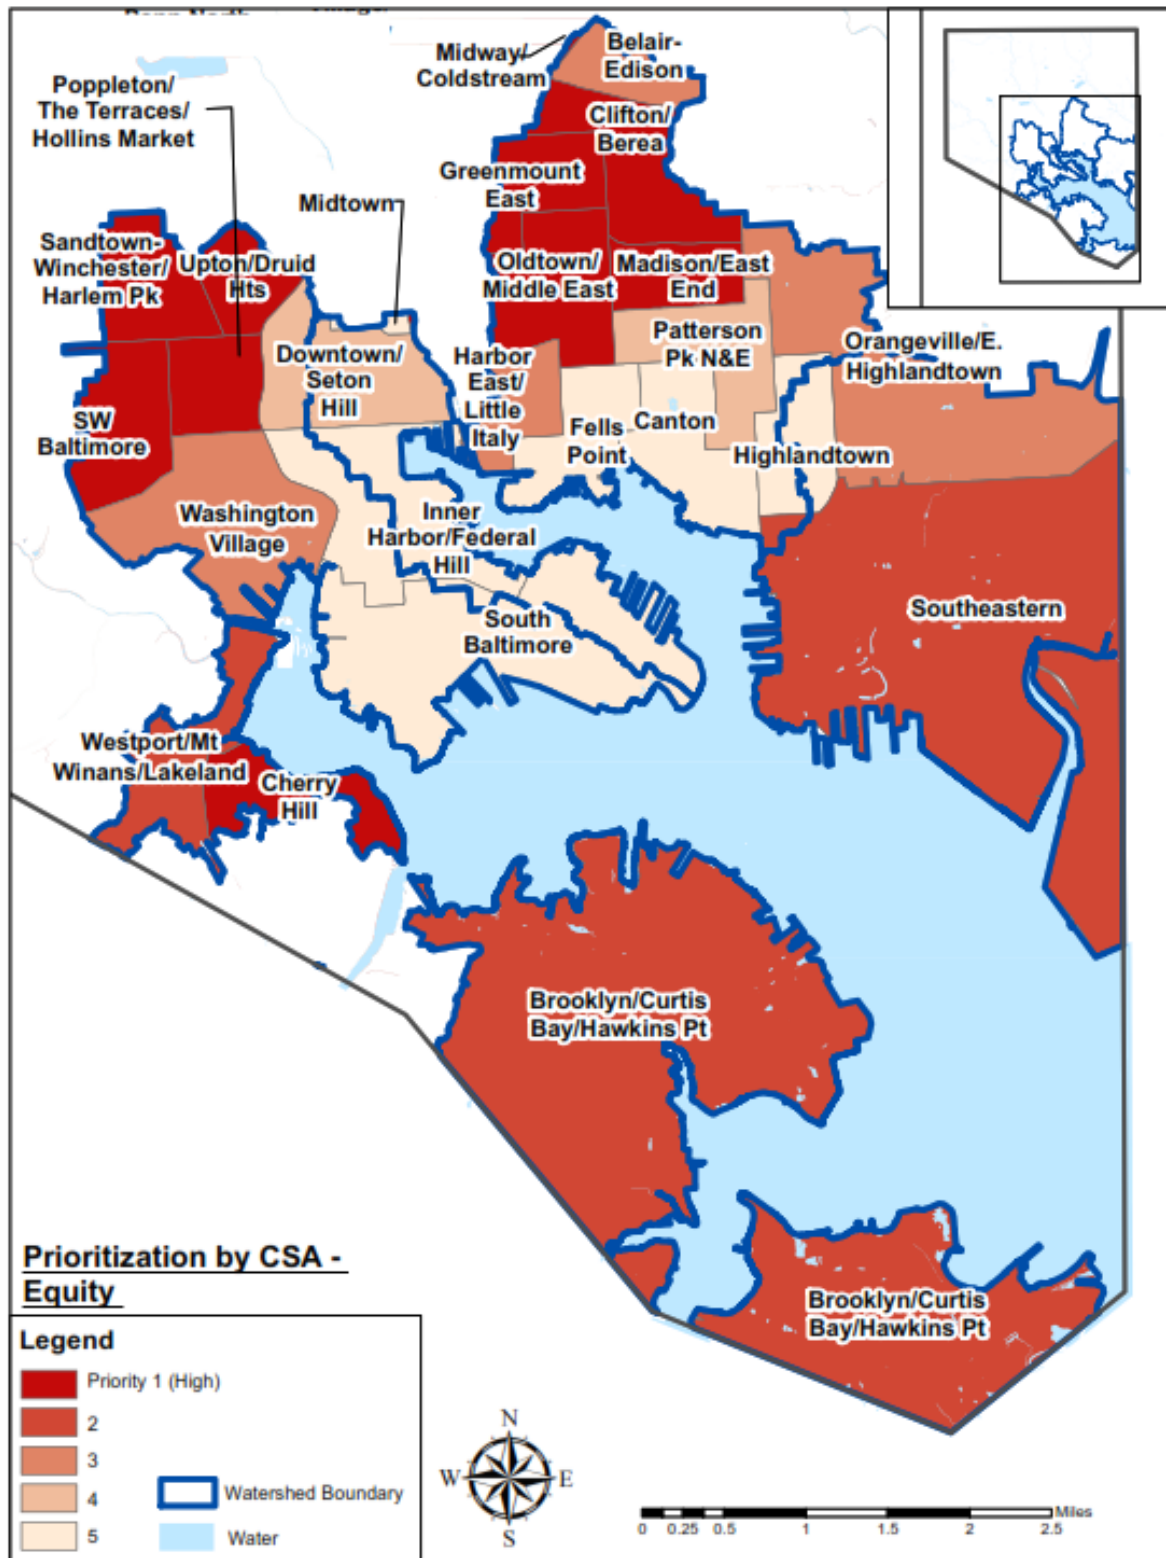 Midway/
Coldstream
Belair-
Edison
Poppleton/
The Terraces/
Hollins Market
Clifton/
Berea
Greenmount
East
Midtown
Sandtown-
Winchester/
Harlem Pk
Upton/Druid
Hts
Oldtown/
Middle East
Madison/East
End
Patterson
Pk N&E
Orangeville/E.
Highlandtown
Downtown/
Seton
Hill
Harbor
East/
Little
Italy
SW
Baltimore
Fells
Point
Canton
Highlandtown
Washington
Village
Inner
Harbor/Federal
Hill
South
Baltimore
Southeastern
Westport/Mt
Winans/Lakeland
Cherry
Hill
Brooklyn/Curtis
Bay/Hawkins Pt
Brooklyn/Curtis
Bay/Hawkins Pt
Prioritization by CSA -
Equity
Legend
Priority 1 (High)
2
3
4
5
Watershed Boundary
Water
N
W
E
S
Miles
0 0.25 0.5 1 1.5 2 2.5